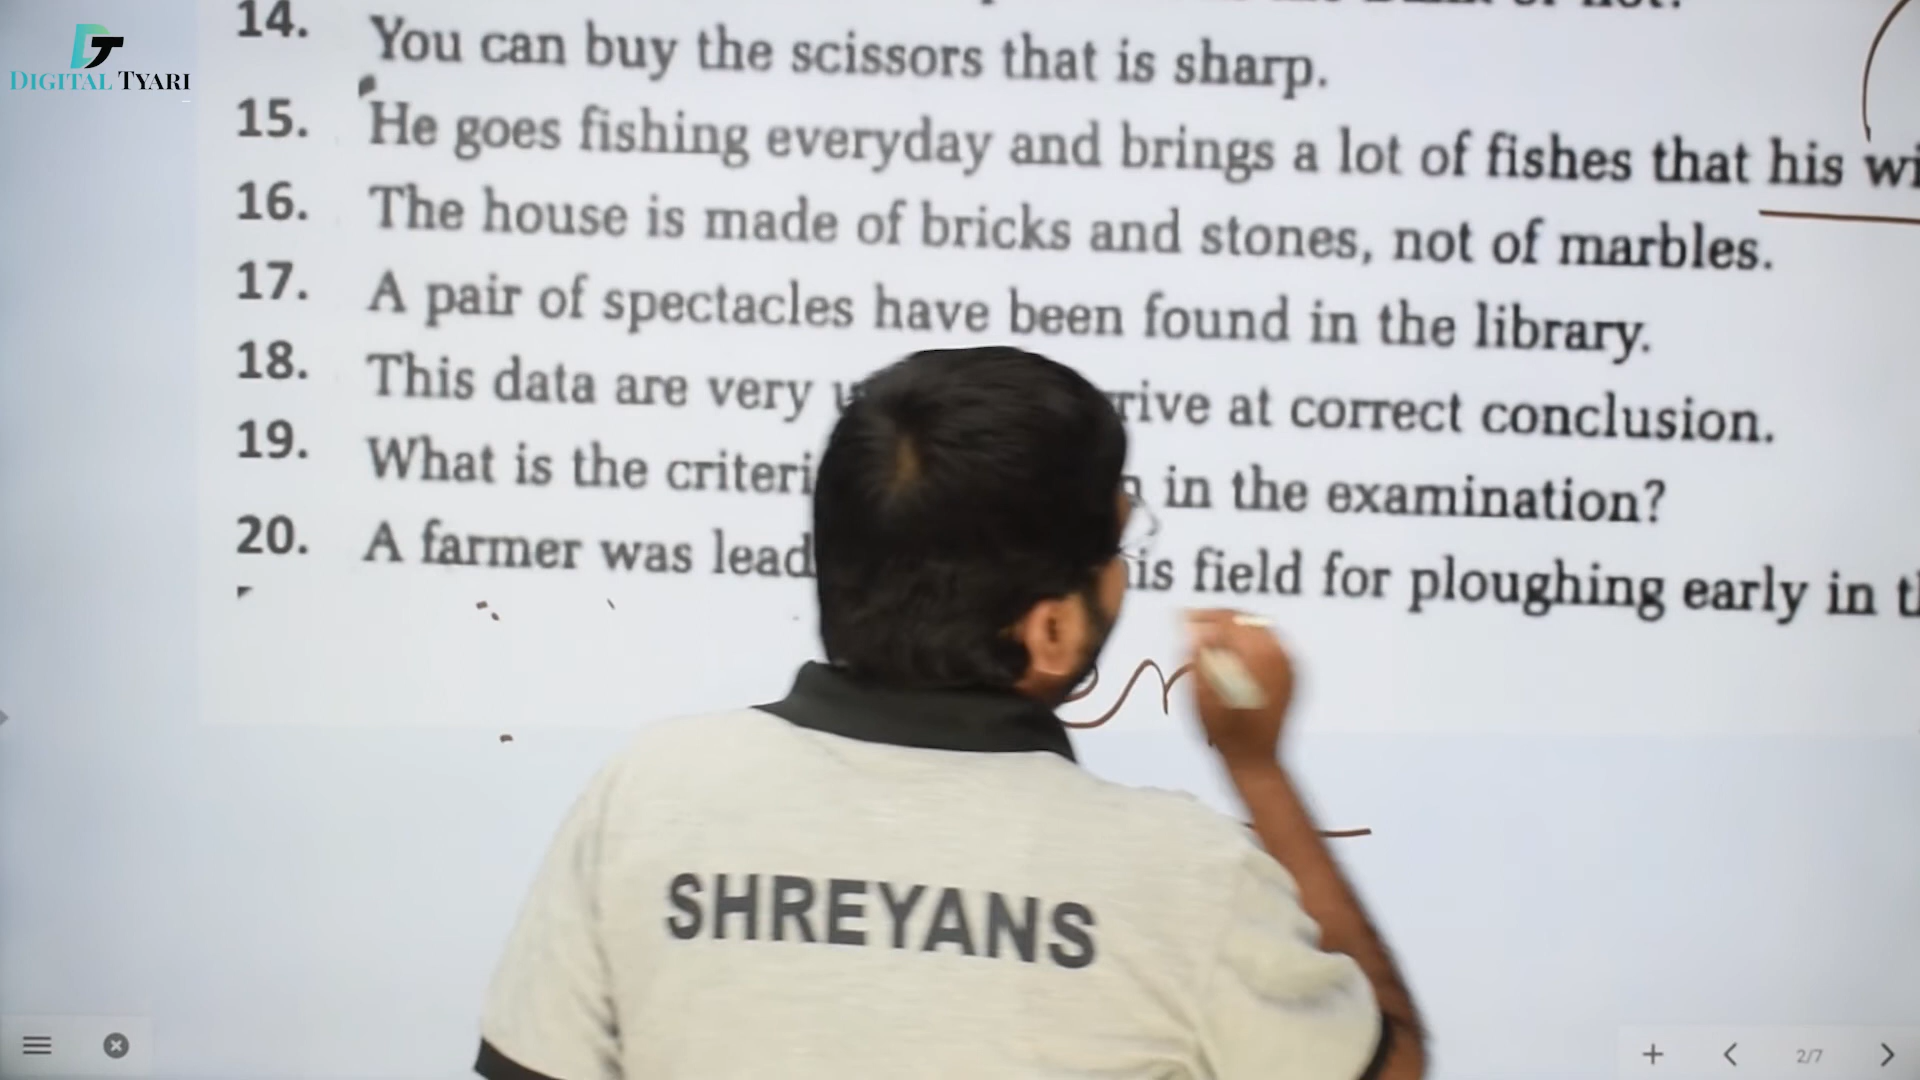 DT
DIGITAL TYARI
14. You can buy the scissors that is sharp.
15. He goes fishing everyday and brings a lot of fishes that his
16. The house is made of bricks and stones, not of marbles.
17. A pair of spectacles have been found in the library.
18. This data are very at correct conclusion.
19. What is the in the examination?
20. A farmer was field for ploughing early in
SHREYANS
2/7